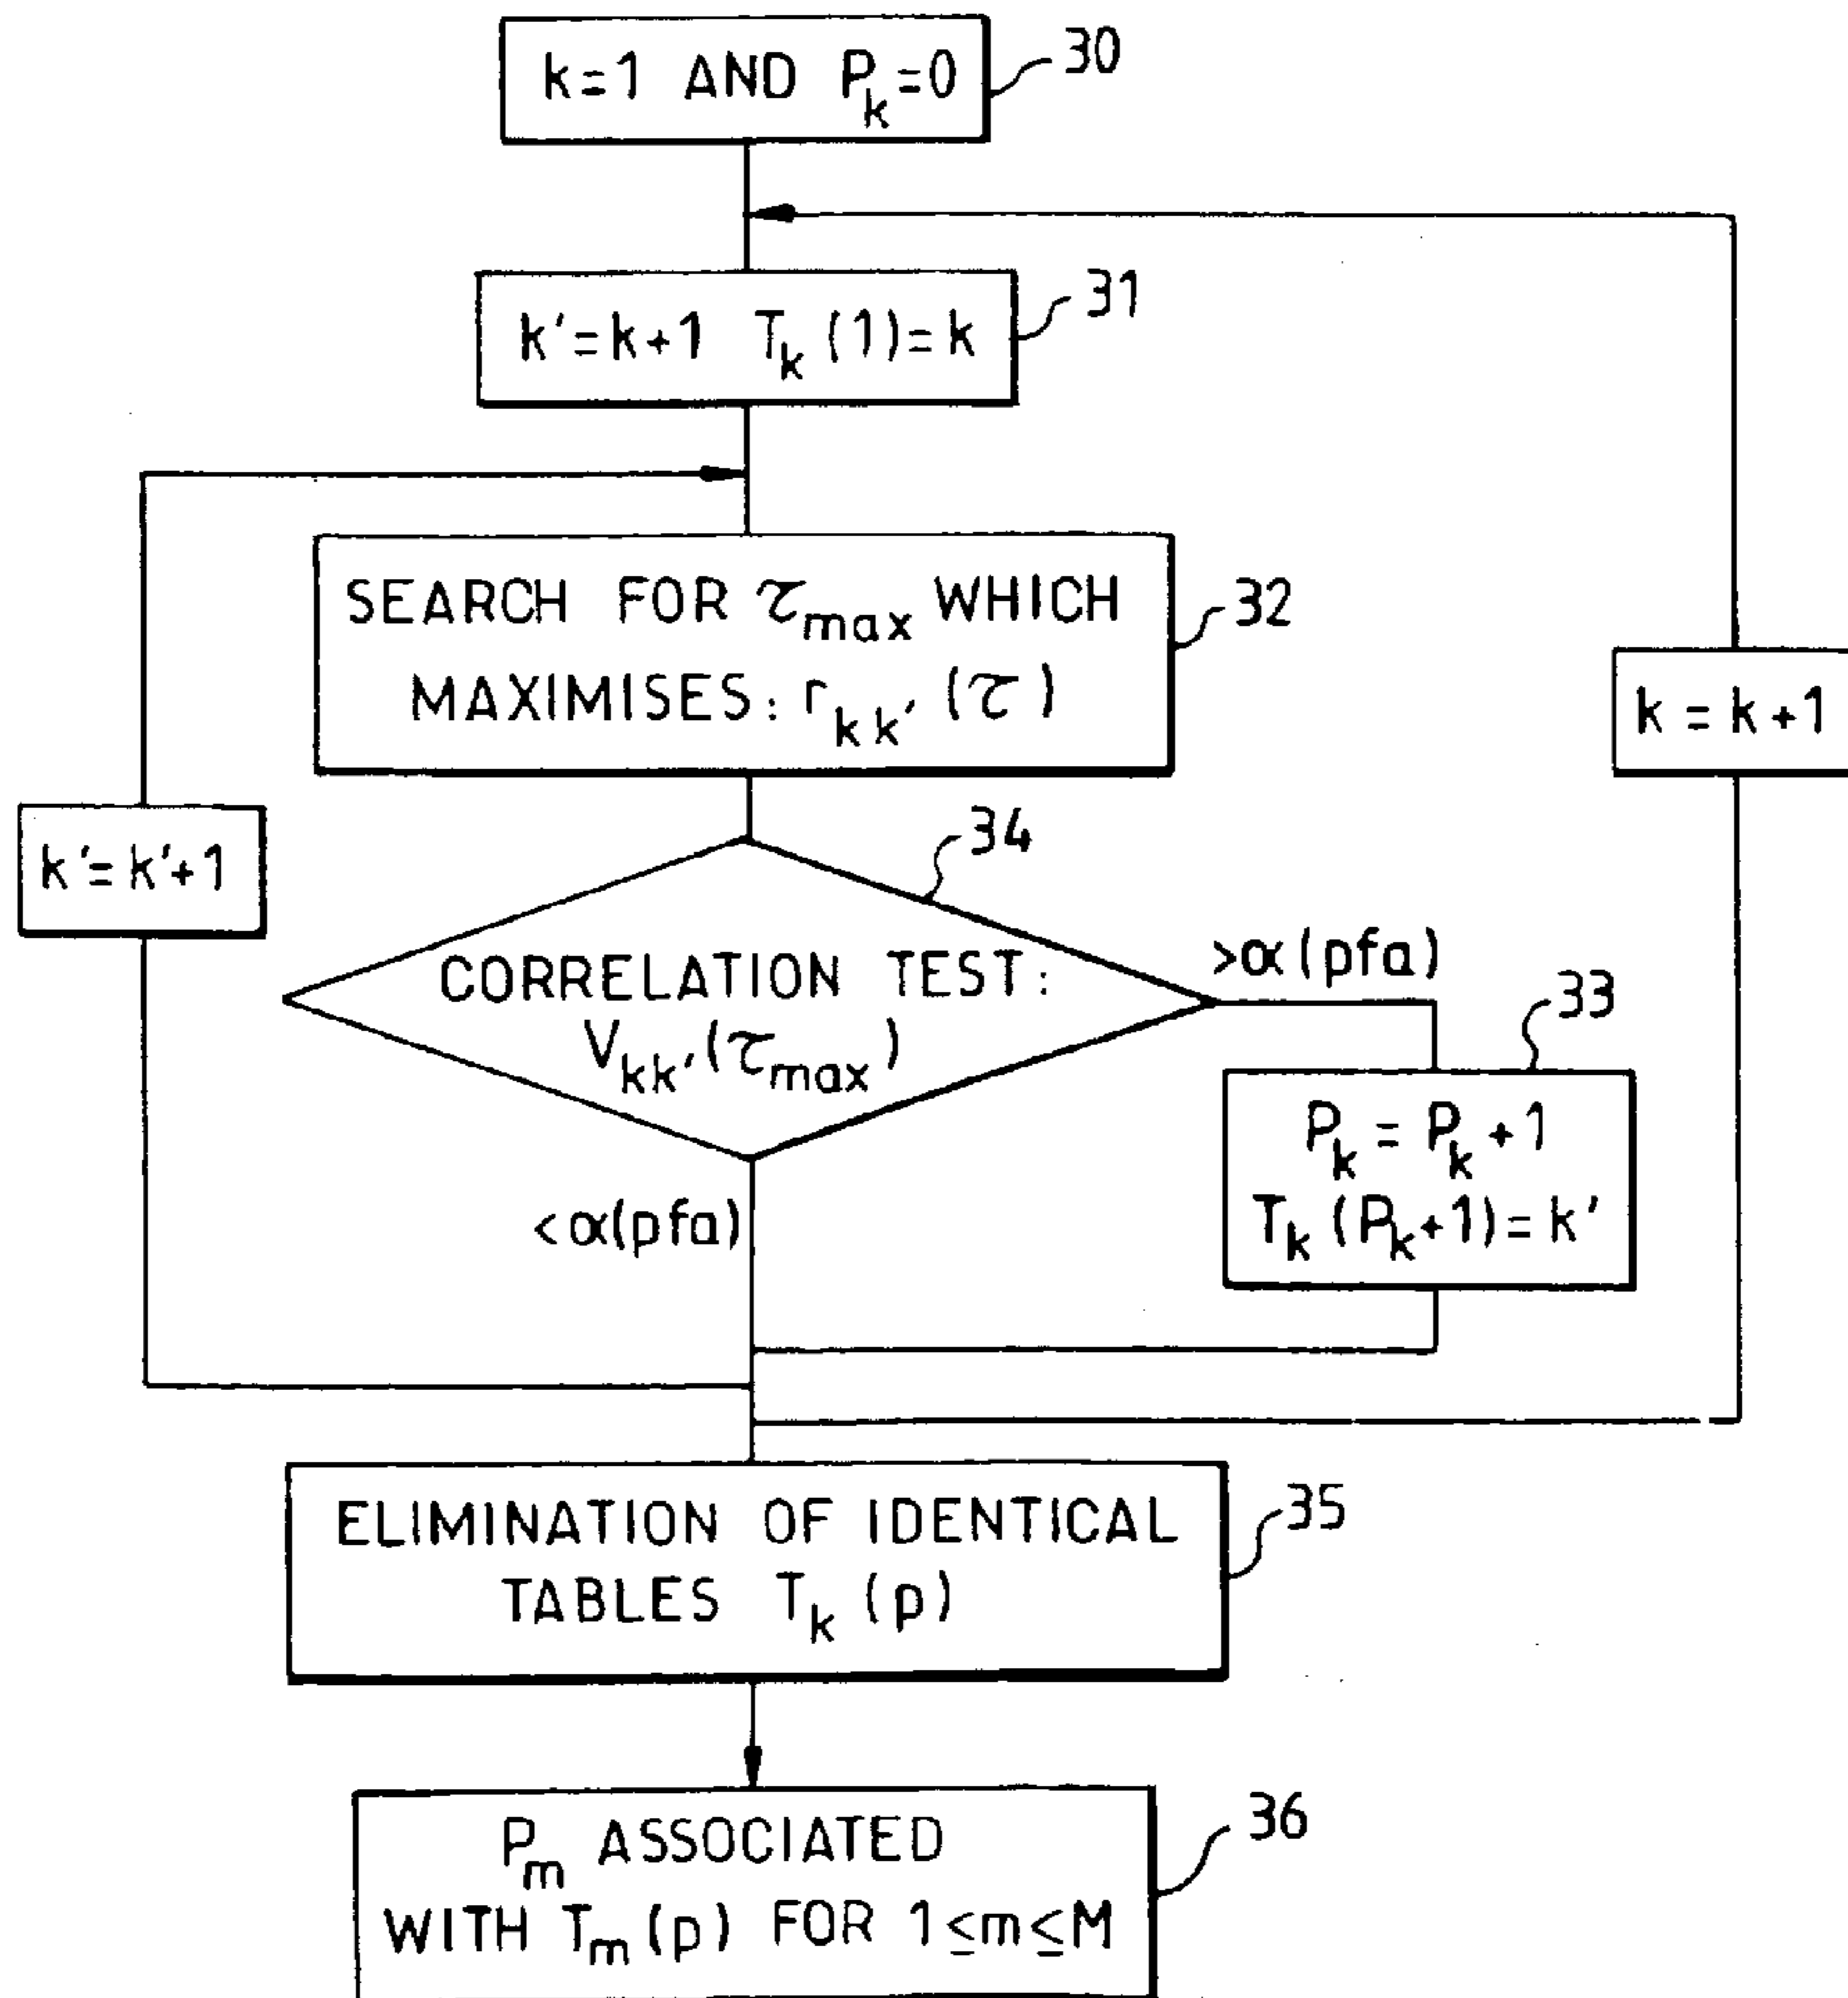 k=1 AND P_k=0
30
k'=k+1 T_k(1)=k
31
SEARCH FOR τ_max WHICH
MAXIMISES: r_kk'(τ)
32
k=k+1
k'=k'+1
34
CORRELATION TEST:
V_kk'(τ_max)
>α(pfa)
33
P_k=P_k+1
T_k(P_k+1)=k'
<α(pfa)
ELIMINATION OF IDENTICAL
TABLES T_k(p)
35
P_m ASSOCIATED
WITH T_m(p) FOR 1≤m≤M
36